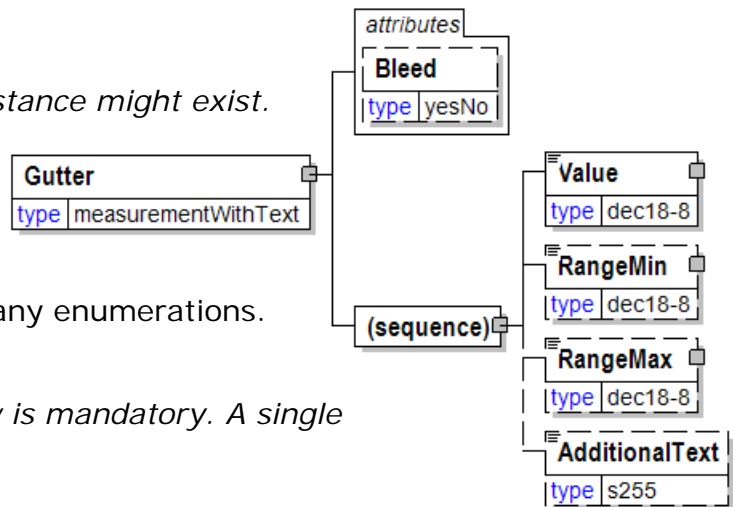 stance might exist.
any enumerations.
y is mandatory. A single
Gutter
type measurementWithText
attributes
Bleed
type yesNo
(sequence)
Value
type dec18-8
RangeMin
type dec18-8
RangeMax
type dec18-8
AdditionalText
type s255